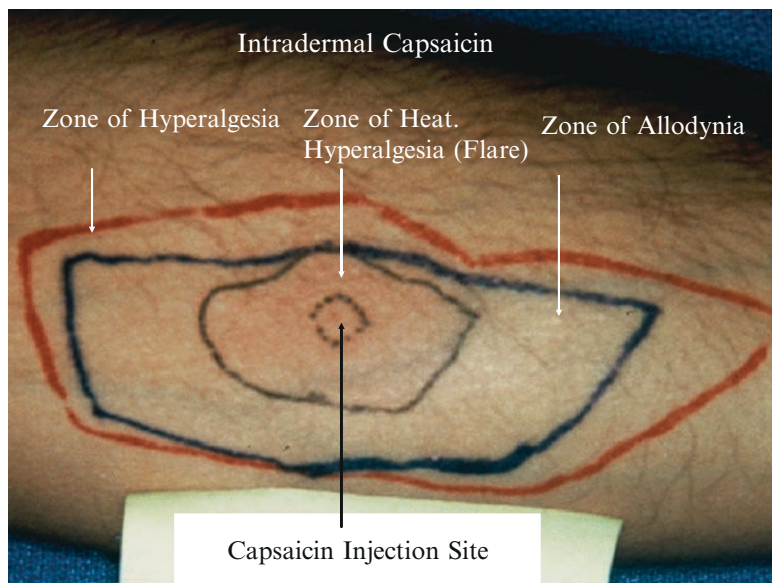 Intradermal Capsaicin
Zone of Hyperalgesia
Zone of Heat.
Hyperalgesia (Flare)
Zone of Allodynia
Capsaicin Injection Site